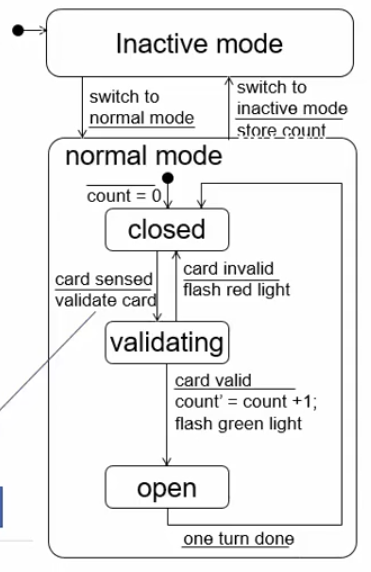 Inactive mode
switch to
normal mode
switch to
inactive mode
store count
normal mode
count = 0
closed
card sensed
validate card
card invalid
flash red light
validating
card valid
count' = count +1;
flash green light
open
one turn done